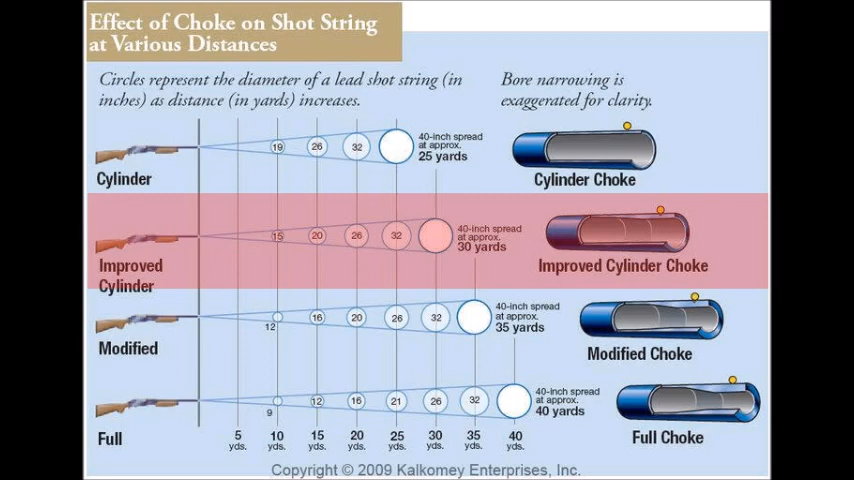 Effect of Choke on Shot String
at Various Distances
Circles represent the diameter of a lead shot string (in
inches) as distance (in yards) increases.
Bore narrowing is
exaggerated for clarity.
19 26 32
40-inch spread
at approx.
25 yards
Cylinder
Cylinder Choke
15 20 26 32
40-inch spread
at approx.
30 yards
Improved
Cylinder
Improved Cylinder Choke
12 16 20 26 32
40-inch spread
at approx.
35 yards
Modified
Modified Choke
9 12 16 21 26 32
40-inch spread
at approx.
40 yards
Full
Full Choke
5 10 15 20 25 30 35 40
yds. yds. yds. yds. yds. yds. yds. yds.
Copyright © 2009 Kalkomey Enterprises, Inc.